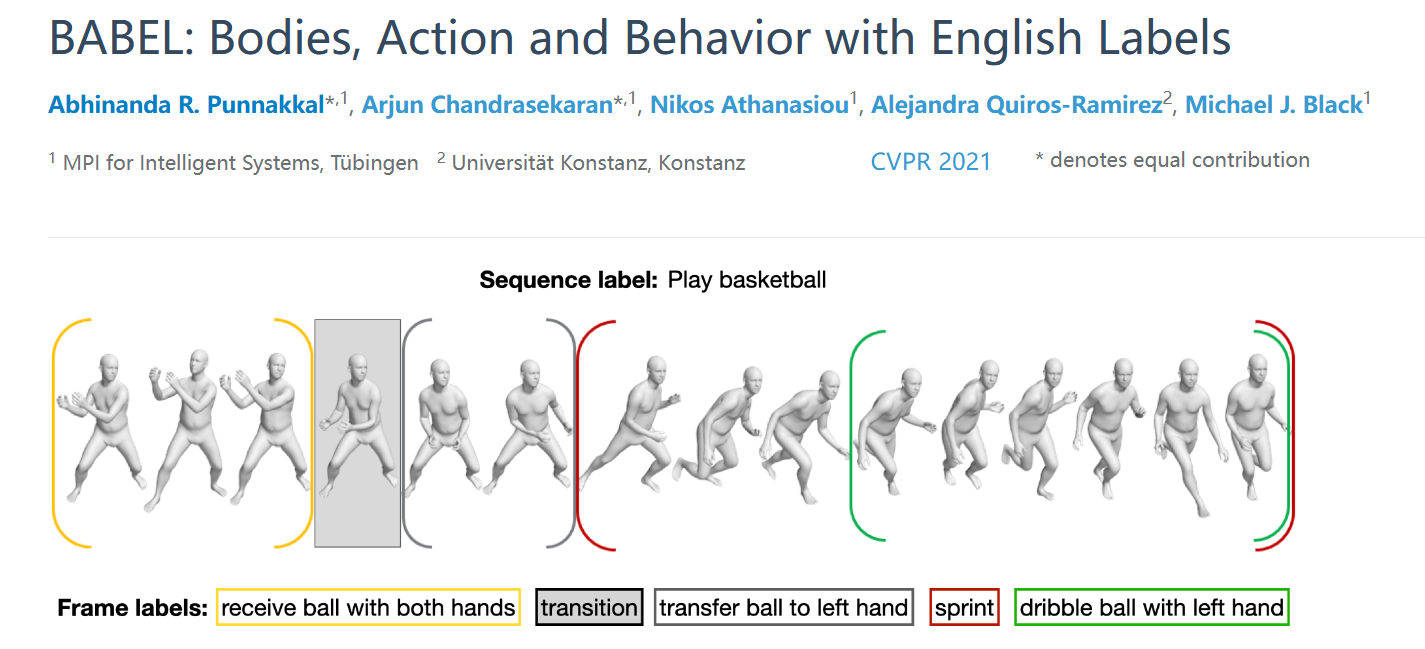 BABEL: Bodies, Action and Behavior with English Labels
Abhinanda R. Punnakkal*,1, Arjun Chandrasekaran*,1, Nikos Athanasiou1, Alejandra Quiros-Ramirez2, Michael J. Black1
1 MPI for Intelligent Systems, Tübingen 2 Universität Konstanz, Konstanz CVPR 2021 * denotes equal contribution
Sequence label: Play basketball
Frame labels: receive ball with both hands transition transfer ball to left hand sprint dribble ball with left hand